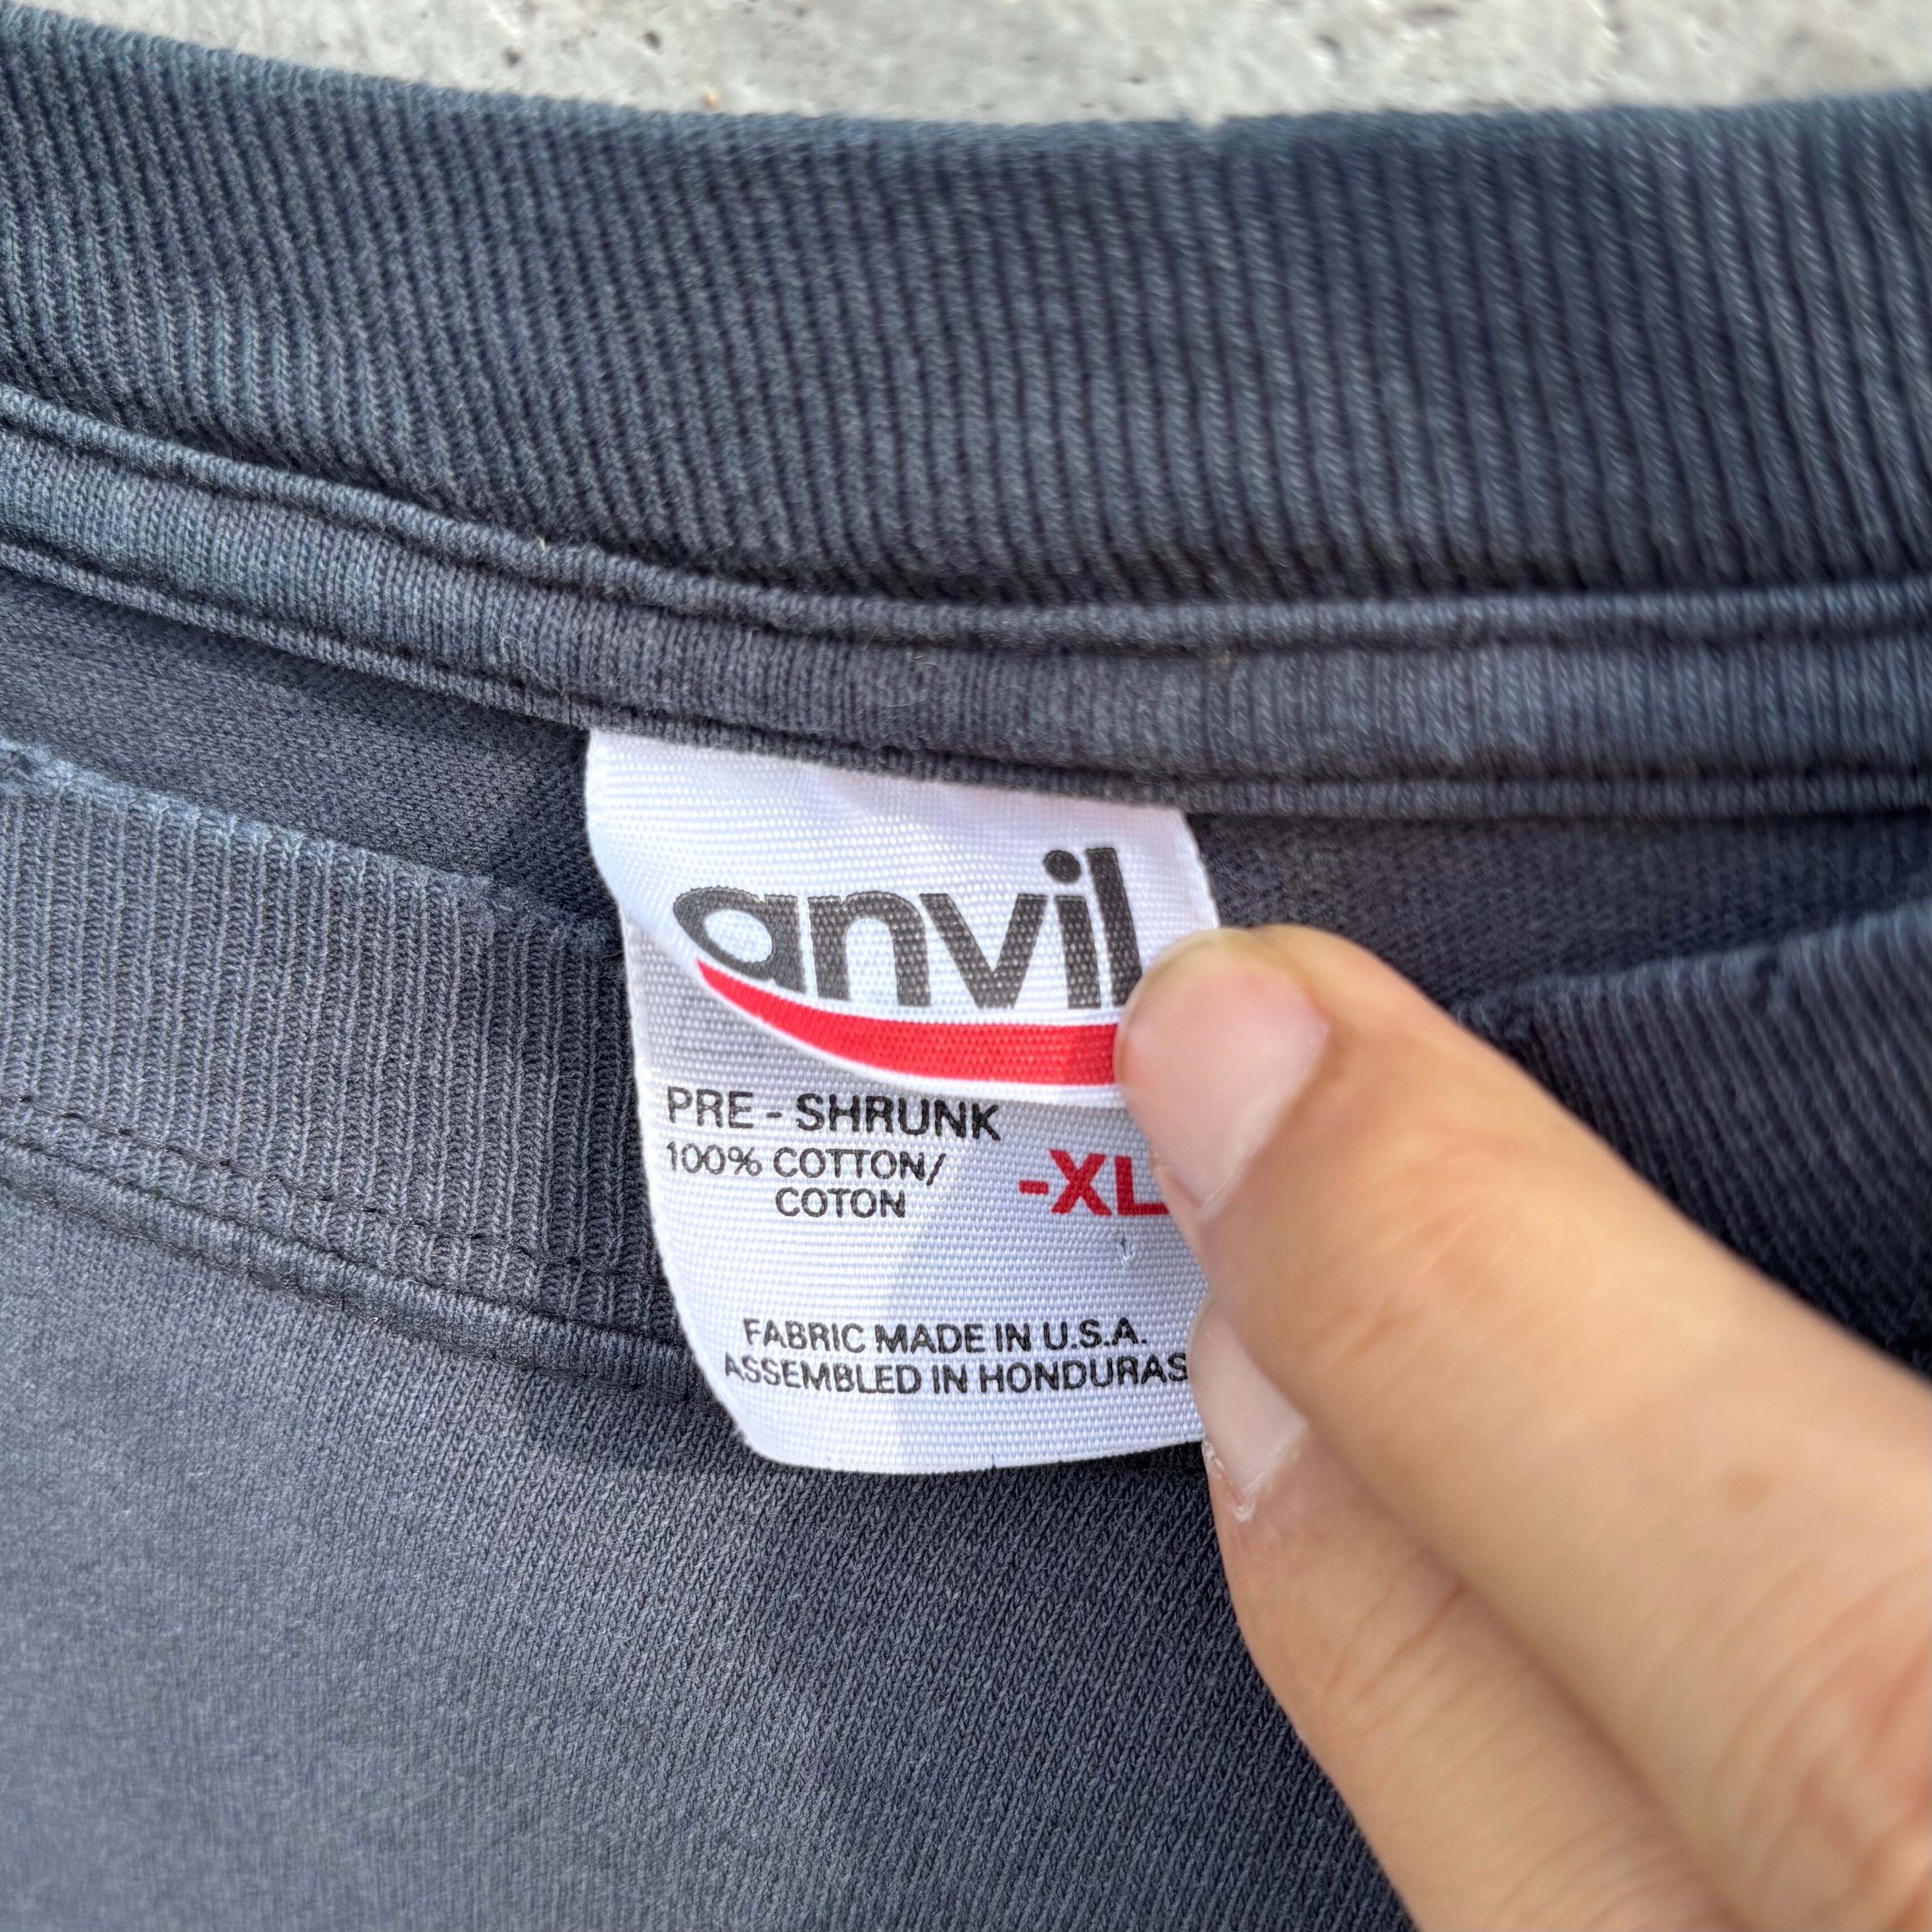 anvil
PRE - SHRUNK
100% COTTON/
COTON
-XL
FABRIC MADE IN U.S.A.
ASSEMBLED IN HONDURAS